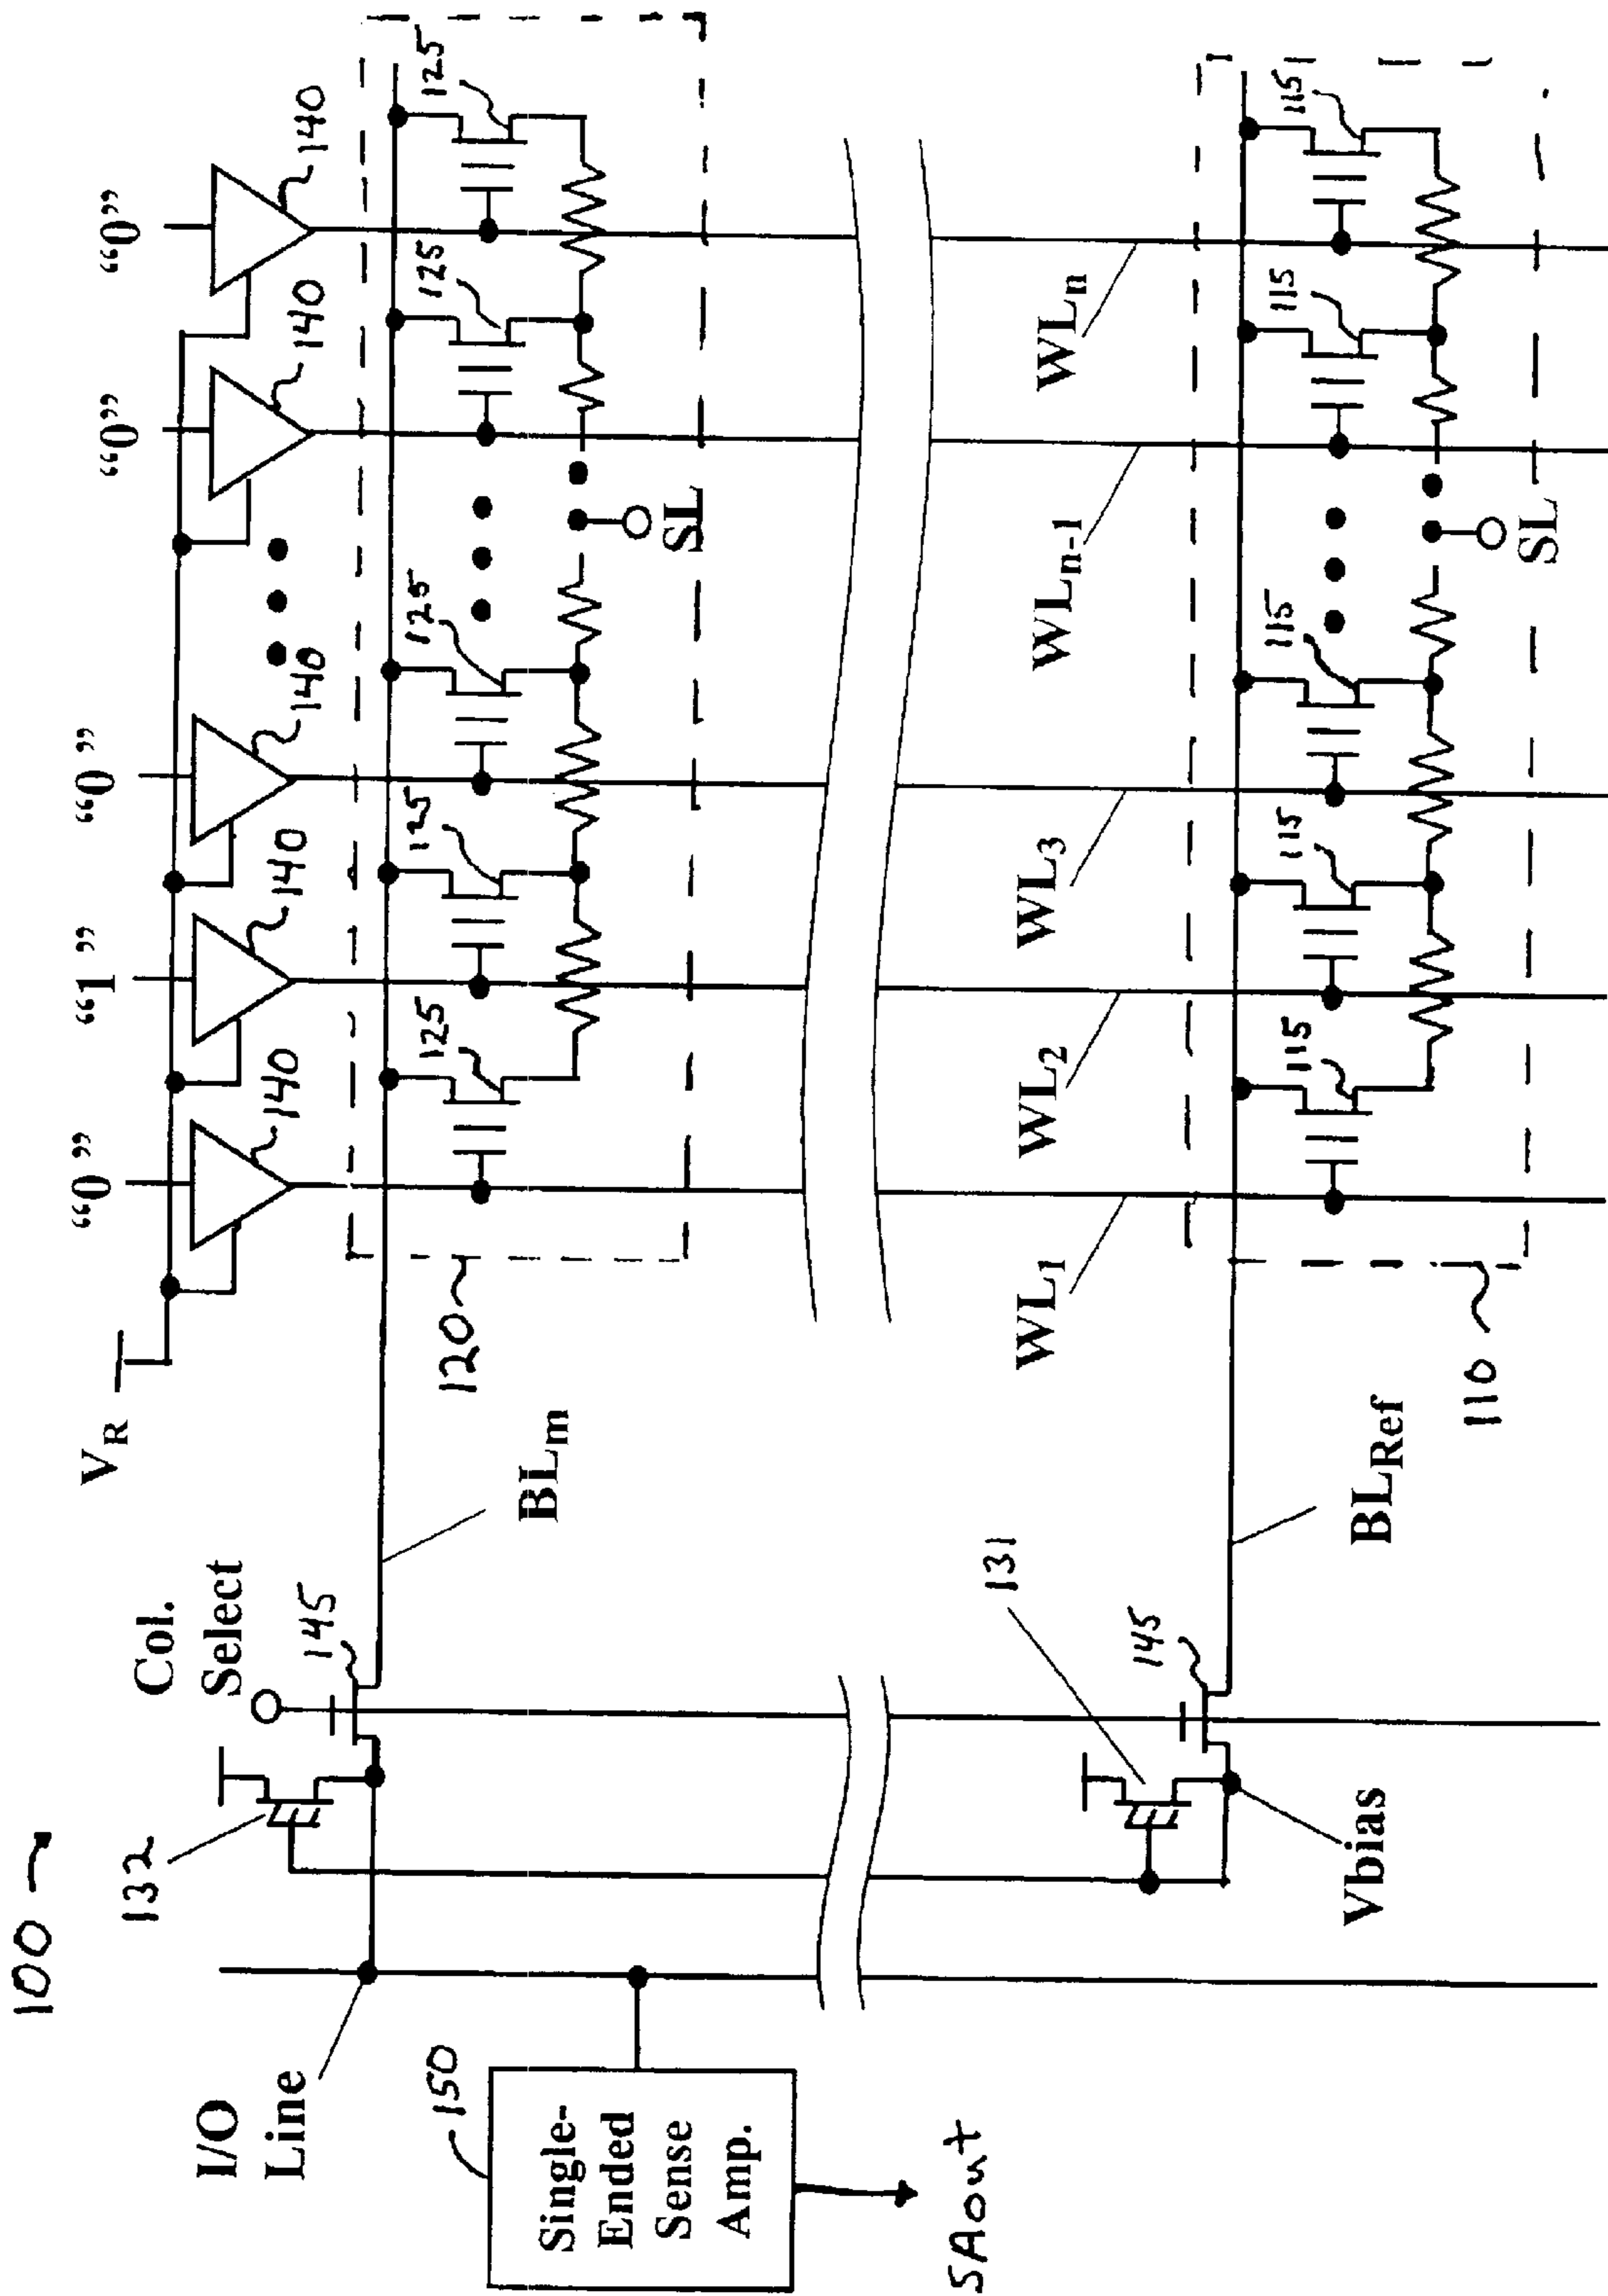 100
I/O
Line
132
Col.
Select
145
V_R
"0"
"1"
"0"
"0"
"0"
140
140
140
140
140
BL_m
120
125
125
125
125
125
SL
150
Single-
Ended
Sense
Amp.
SAout
WL_1
WL_2
WL_3
WL_n-1
WL_n
131
145
Vbias
BL_Ref
110
115
115
115
115
115
SL